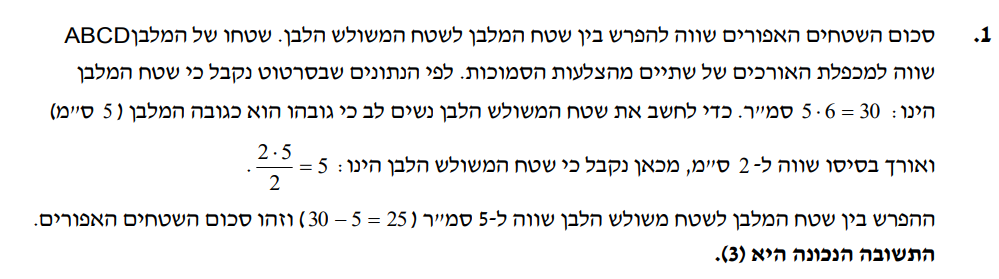 1. סכום השטחים האפורים שווה להפרש בין שטח המלבן לשטח המשולש הלבן. שטחו של המלבן ABCD
שווה למכפלת האורכים של שתיים מהצלעות הסמוכות. לפי הנתונים שבסרטוט נקבל כי שטח המלבן
הינו: 5 · 6 = 30 סמ״ר. כדי לחשב את שטח המשולש הלבן נשים לב כי גובהו הוא כגובה המלבן (5 ס״מ)
ואורך בסיסו שווה ל-2 ס״מ, מכאן נקבל כי שטח המשולש הלבן הינו: \frac{2 \cdot 5}{2} = 5.
ההפרש בין שטח המלבן לשטח משולש הלבן שווה ל-5 סמ״ר (30 – 5 = 25) וזהו סכום השטחים האפורים.
התשובה הנכונה היא (3).